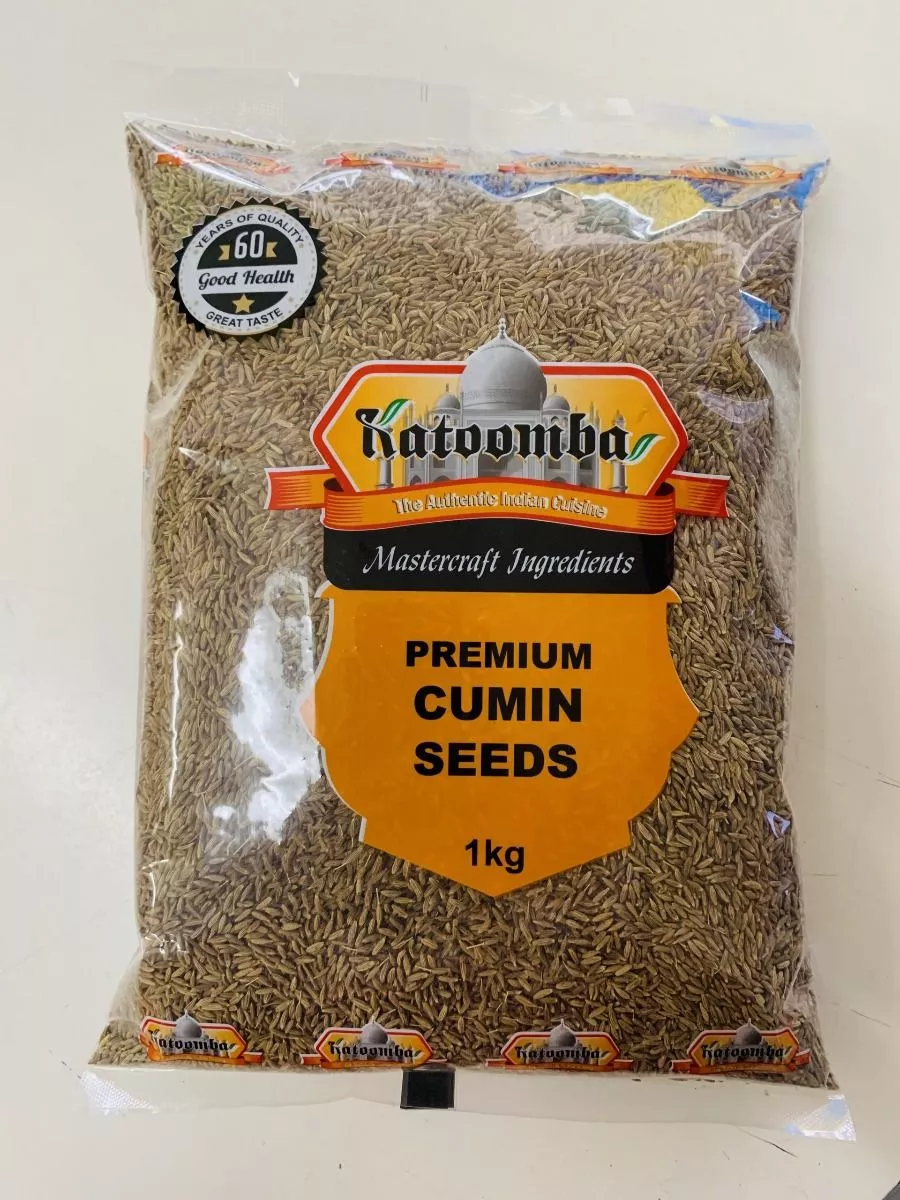 YEARS OF QUALITY
60
Good Health
GREAT TASTE
Katoomba
The Authentic Indian Cuisine
Mastercraft Ingredients
PREMIUM
CUMIN
SEEDS
1kg
Katoomba Katoomba Katoomba Katoomba